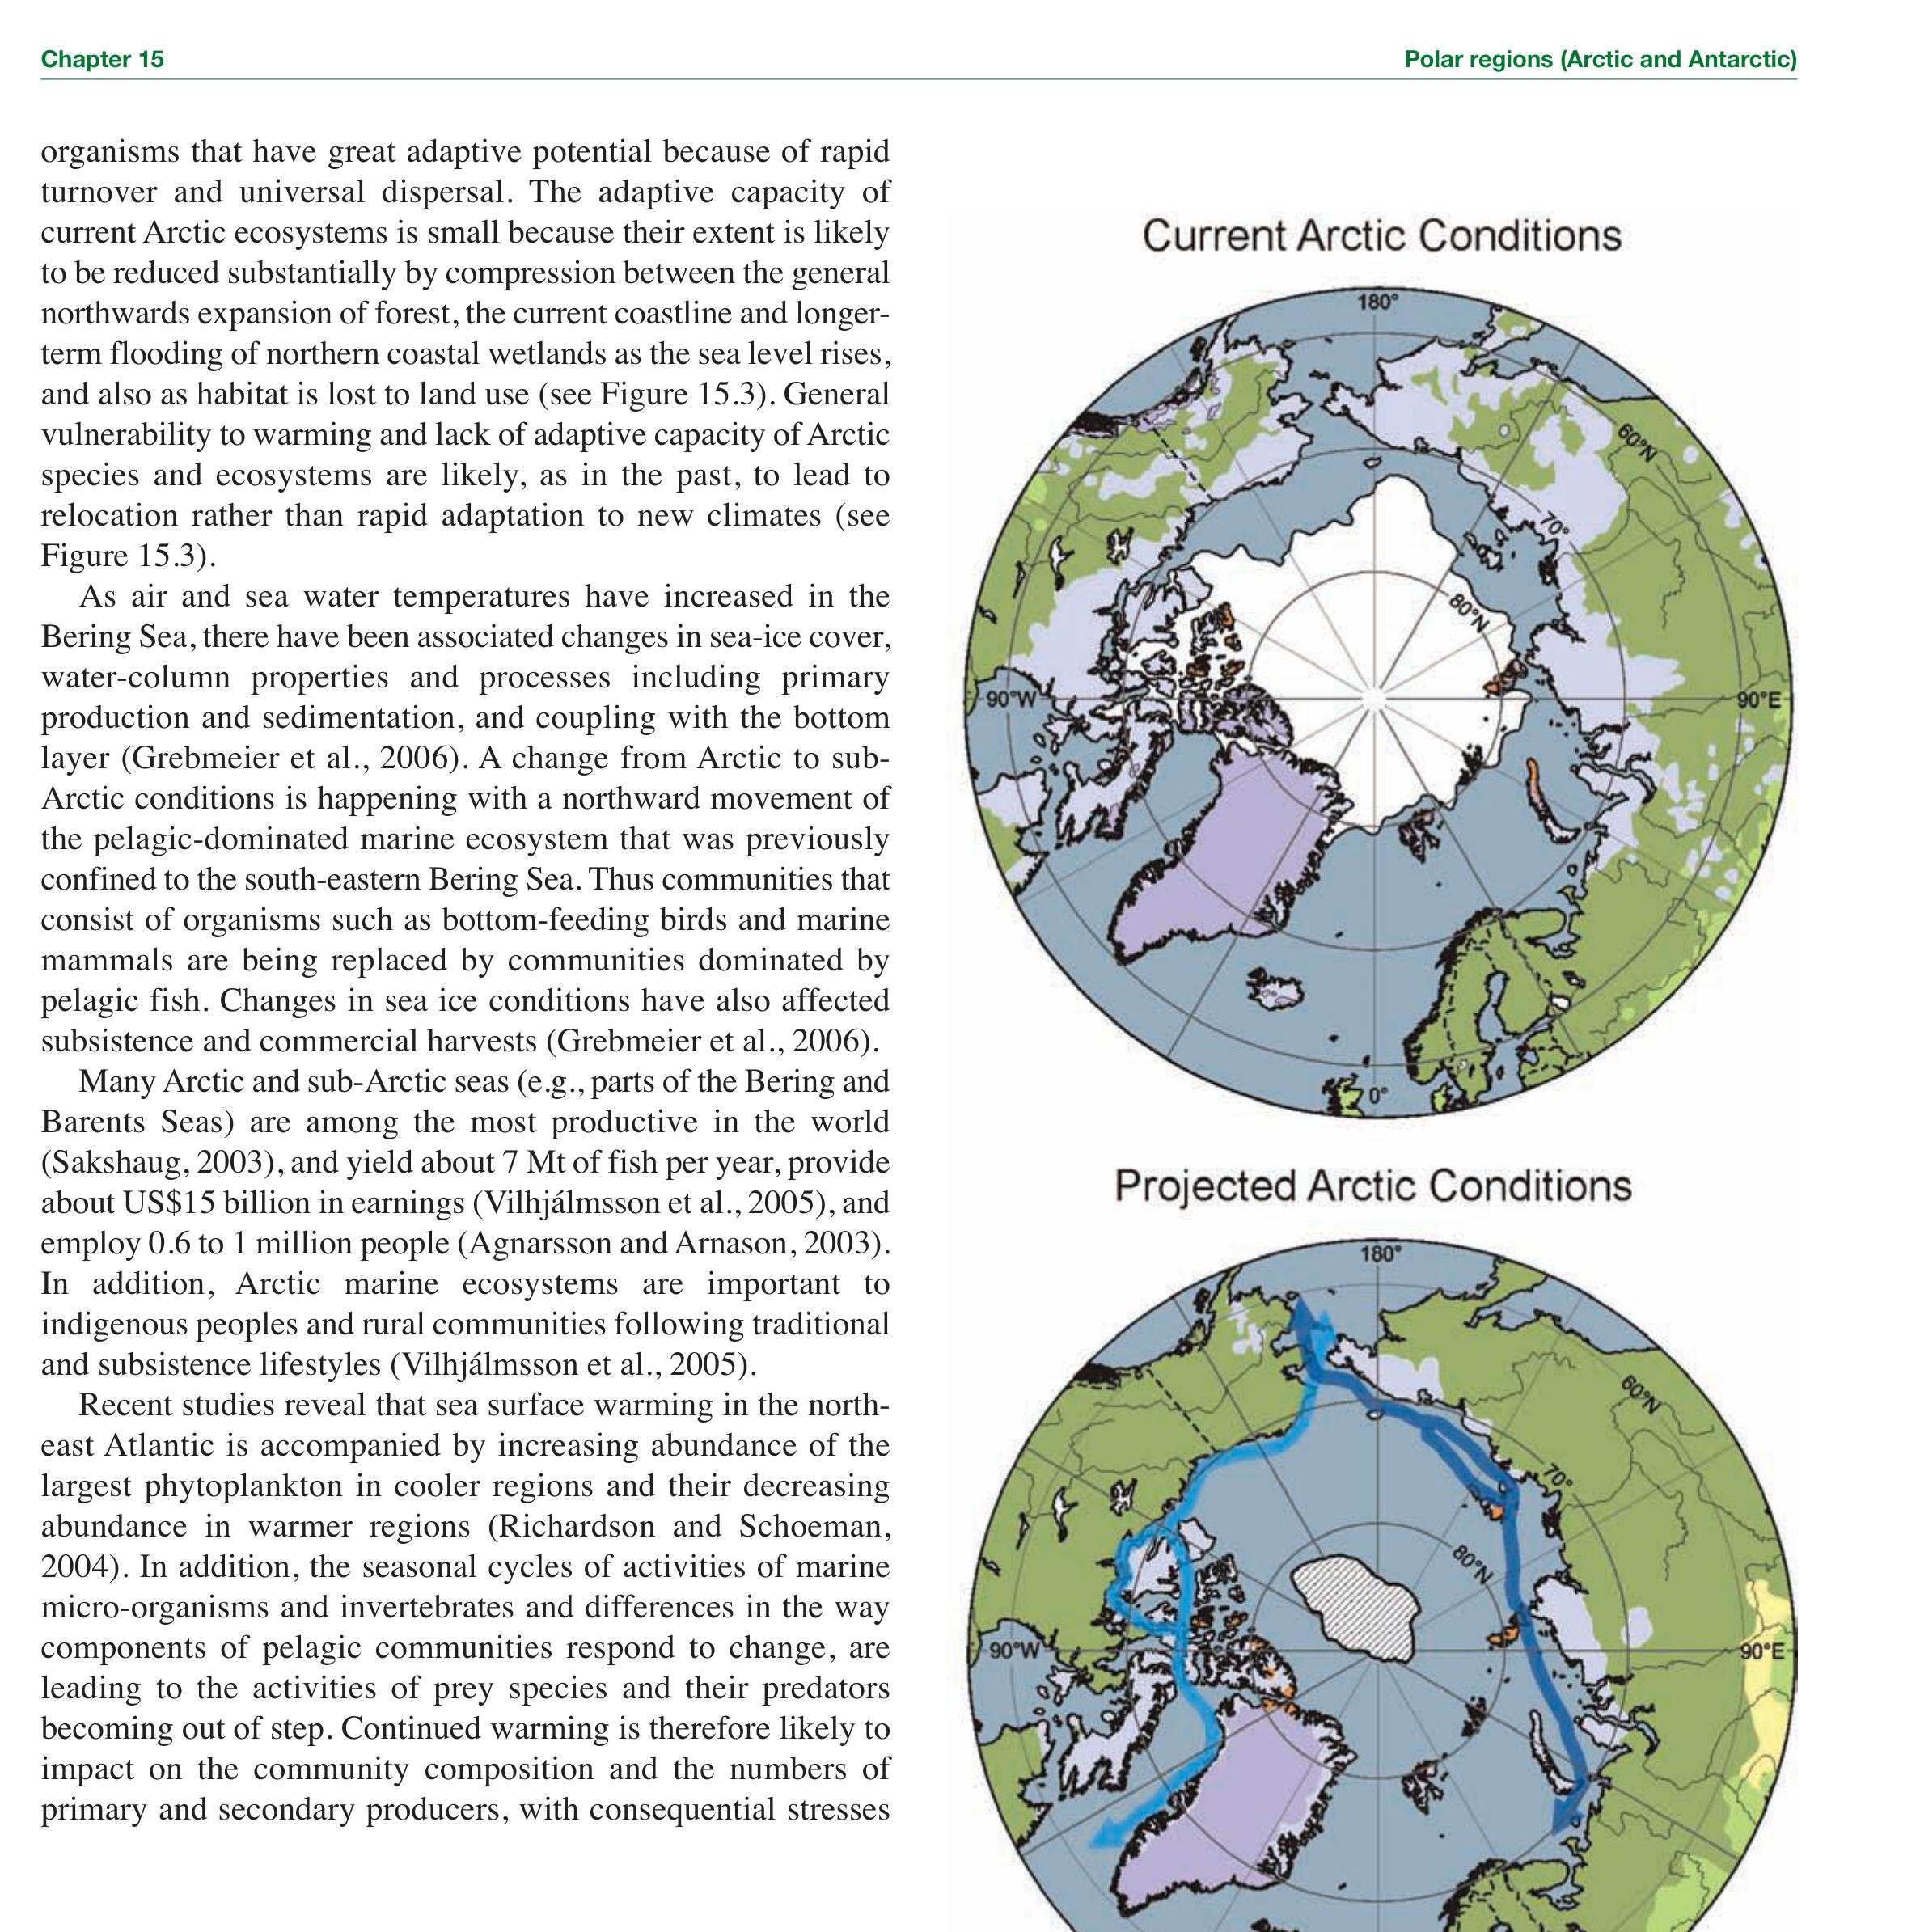 Chapter 15
Polar regions (Arctic and Antarctic)
organisms that have great adaptive potential because of rapid
turnover and universal dispersal. The adaptive capacity of
current Arctic ecosystems is small because their extent is likely
to be reduced substantially by compression between the general
northwards expansion of forest, the current coastline and longer-
term flooding of northern coastal wetlands as the sea level rises,
and also as habitat is lost to land use (see Figure 15.3). General
vulnerability to warming and lack of adaptive capacity of Arctic
species and ecosystems are likely, as in the past, to lead to
relocation rather than rapid adaptation to new climates (see
Figure 15.3).
As air and sea water temperatures have increased in the
Bering Sea, there have been associated changes in sea-ice cover,
water-column properties and processes including primary
production and sedimentation, and coupling with the bottom
layer (Grebmeier et al., 2006). A change from Arctic to sub-
Arctic conditions is happening with a northward movement of
the pelagic-dominated marine ecosystem that was previously
confined to the south-eastern Bering Sea. Thus communities that
consist of organisms such as bottom-feeding birds and marine
mammals are being replaced by communities dominated by
pelagic fish. Changes in sea ice conditions have also affected
subsistence and commercial harvests (Grebmeier et al., 2006).
Many Arctic and sub-Arctic seas (e.g., parts of the Bering and
Barents Seas) are among the most productive in the world
(Sakshaug, 2003), and yield about 7 Mt of fish per year, provide
about US$15 billion in earnings (Vilhjálmsson et al., 2005), and
employ 0.6 to 1 million people (Agnarsson and Arnason, 2003).
In addition, Arctic marine ecosystems are important to
indigenous peoples and rural communities following traditional
and subsistence lifestyles (Vilhjálmsson et al., 2005).
Recent studies reveal that sea surface warming in the north-
east Atlantic is accompanied by increasing abundance of the
largest phytoplankton in cooler regions and their decreasing
abundance in warmer regions (Richardson and Schoeman,
2004). In addition, the seasonal cycles of activities of marine
micro-organisms and invertebrates and differences in the way
components of pelagic communities respond to change, are
leading to the activities of prey species and their predators
becoming out of step. Continued warming is therefore likely to
impact on the community composition and the numbers of
primary and secondary producers, with consequential stresses
Current Arctic Conditions
180°
60°N
70°
80°N
90°W
90°E
0°
Projected Arctic Conditions
180°
60°N
70°
80°N
90°W
90°E